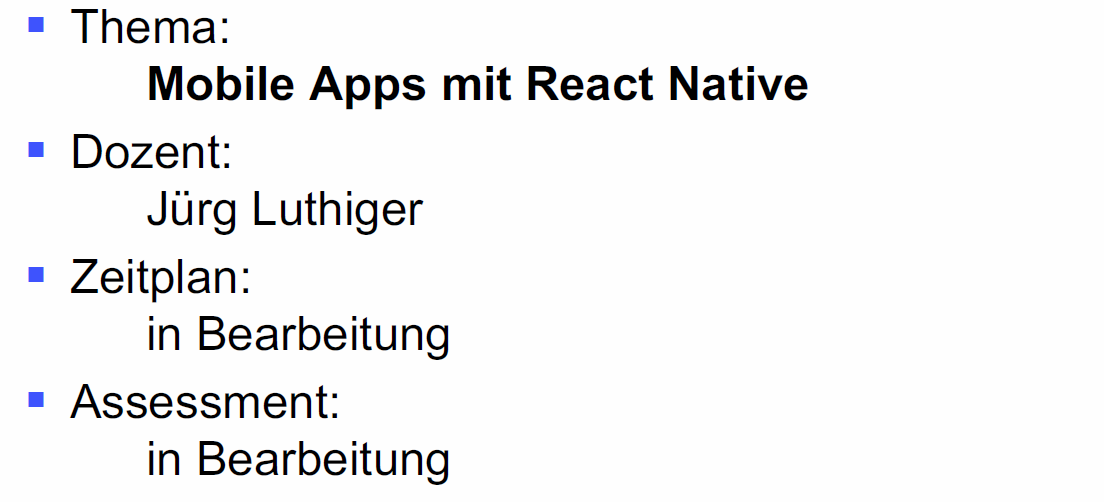 Thema:
Mobile Apps mit React Native
Dozent:
Jürg Luthiger
Zeitplan:
in Bearbeitung
Assessment:
in Bearbeitung